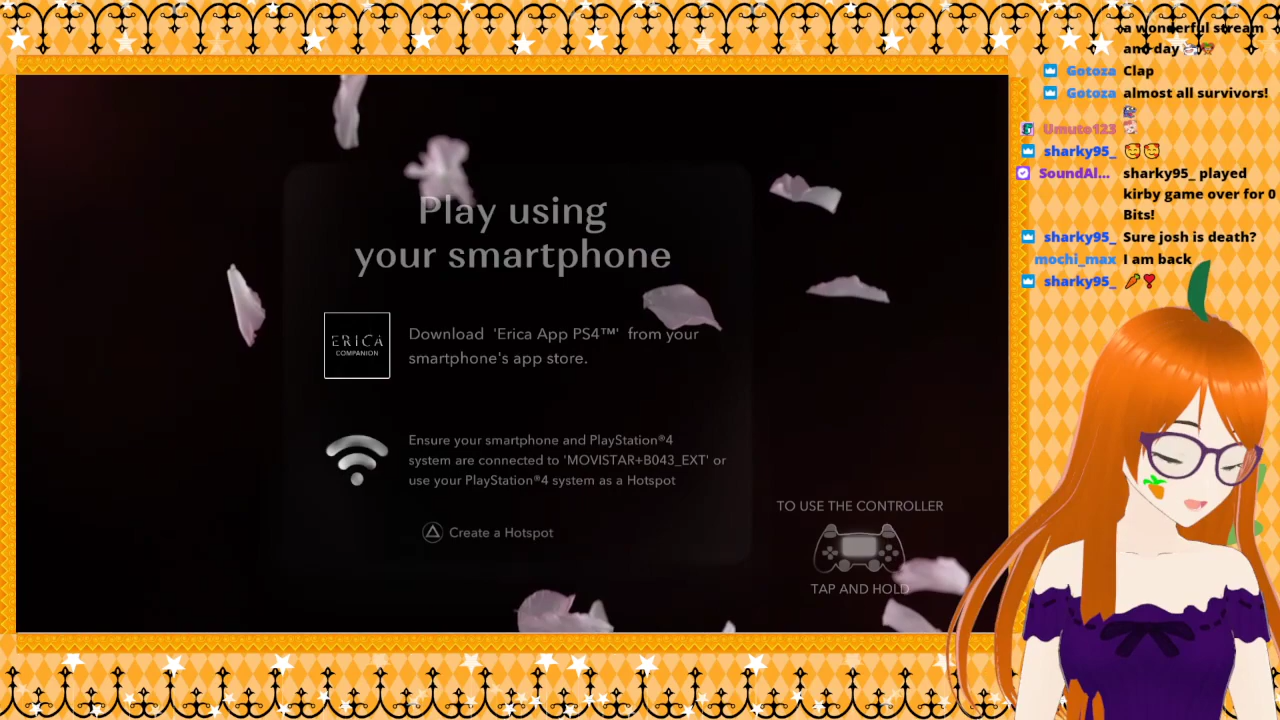 Play using
your smartphone
ERICA
COMPANION
Download 'Erica App PS4™' from your
smartphone's app store.
Ensure your smartphone and PlayStation®4
system are connected to 'MOVISTAR+B043_EXT' or
use your PlayStation®4 system as a Hotspot
Create a Hotspot
TO USE THE CONTROLLER
TAP AND HOLD
a wonderful stream
and day
Gotoza Clap
Gotoza almost all survivors!
Umuto123
sharky95_
SoundAl... sharky95_ played
kirby game over for 0
Bits!
sharky95_ Sure josh is death?
mochi_max I am back
sharky95_